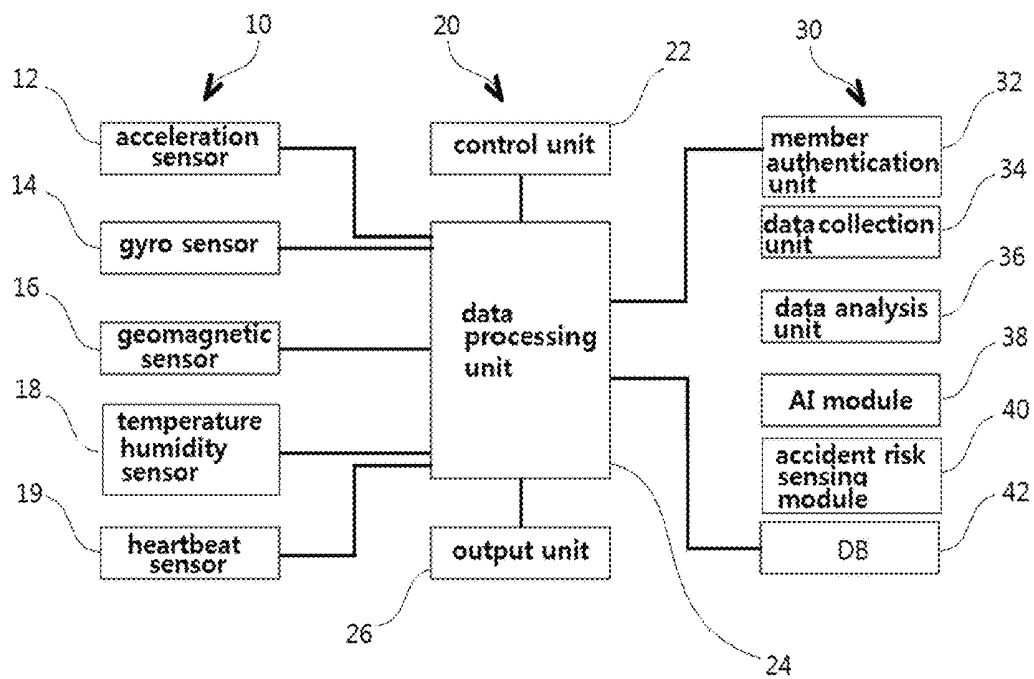 10
20
30
12
22
32
acceleration
sensor
control unit
member
authentication
unit
14
34
gyro sensor
data collection
unit
16
36
geomagnetic
sensor
data
processing
unit
data analysis
unit
18
38
temperature
humidity
sensor
AI module
40
accident risk
sensing
module
19
42
heartbeat
sensor
output unit
DB
26
24